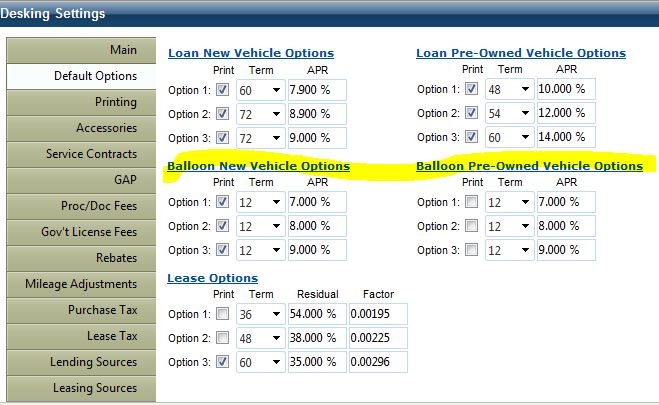 Desking Settings
Main
Default Options
Printing
Accessories
Service Contracts
GAP
Proc/Doc Fees
Gov't License Fees
Rebates
Mileage Adjustments
Purchase Tax
Lease Tax
Lending Sources
Leasing Sources
Loan New Vehicle Options
Print Term APR
Option 1: 60 7.900 %
Option 2: 72 8.900 %
Option 3: 72 9.000 %
Loan Pre-Owned Vehicle Options
Print Term APR
Option 1: 48 10.000 %
Option 2: 54 12.000 %
Option 3: 60 14.000 %
Balloon New Vehicle Options
Print Term APR
Option 1: 12 7.000 %
Option 2: 12 8.000 %
Option 3: 12 9.000 %
Balloon Pre-Owned Vehicle Options
Print Term APR
Option 1: 12 7.000 %
Option 2: 12 8.000 %
Option 3: 12 9.000 %
Lease Options
Print Term Residual Factor
Option 1: 36 54.000 % 0.00195
Option 2: 48 38.000 % 0.00225
Option 3: 60 35.000 % 0.00296